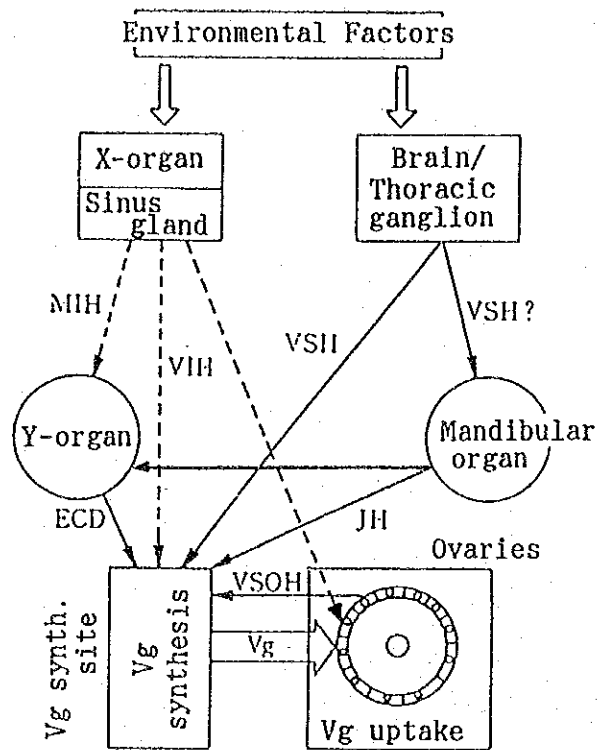 Environmental Factors
X-organ
Sinus
gland
Brain/
Thoracic
ganglion
MIH
VIH
VSH
VSH?
Y-organ
Mandibular
organ
ECD
JH
Ovaries
Vg synth.
site
Vg
synthesis
VSOH
Vg
Vg uptake